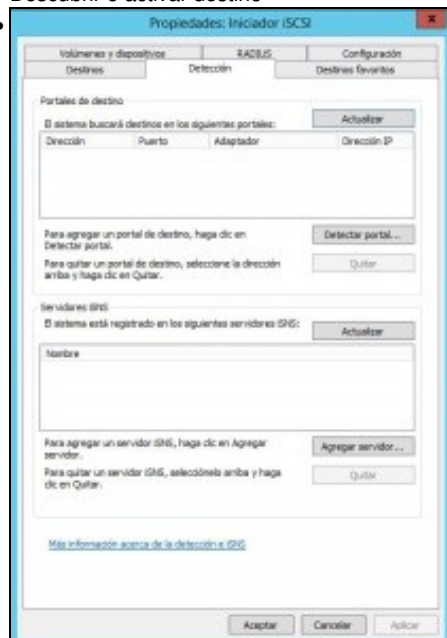 Descubrir o activar destino
Propiedades: Iniciador iSCSI
Volúmenes y dispositivos
RADIUS
Configuración
Destinos
Detección
Destinos favoritos
Portales de destino
El sistema buscará destinos en los siguientes portales:
Actualizar
Dirección
Puerto
Adaptador
Dirección IP
Para agregar un portal de destino, haga clic en
Detectar portal.
Detectar portal...
Para quitar un portal de destino, seleccione la dirección
arriba y haga clic en Quitar.
Quitar
Servidores iSNS
El sistema está registrado en los siguientes servidores iSNS:
Actualizar
Nombre
Para agregar un servidor iSNS, haga clic en Agregar
servidor.
Agregar servidor...
Para quitar un servidor iSNS, selecciónelo arriba y haga
clic en Quitar.
Quitar
Más información acerca de la detección e iSNS
Aceptar
Cancelar
Aplicar